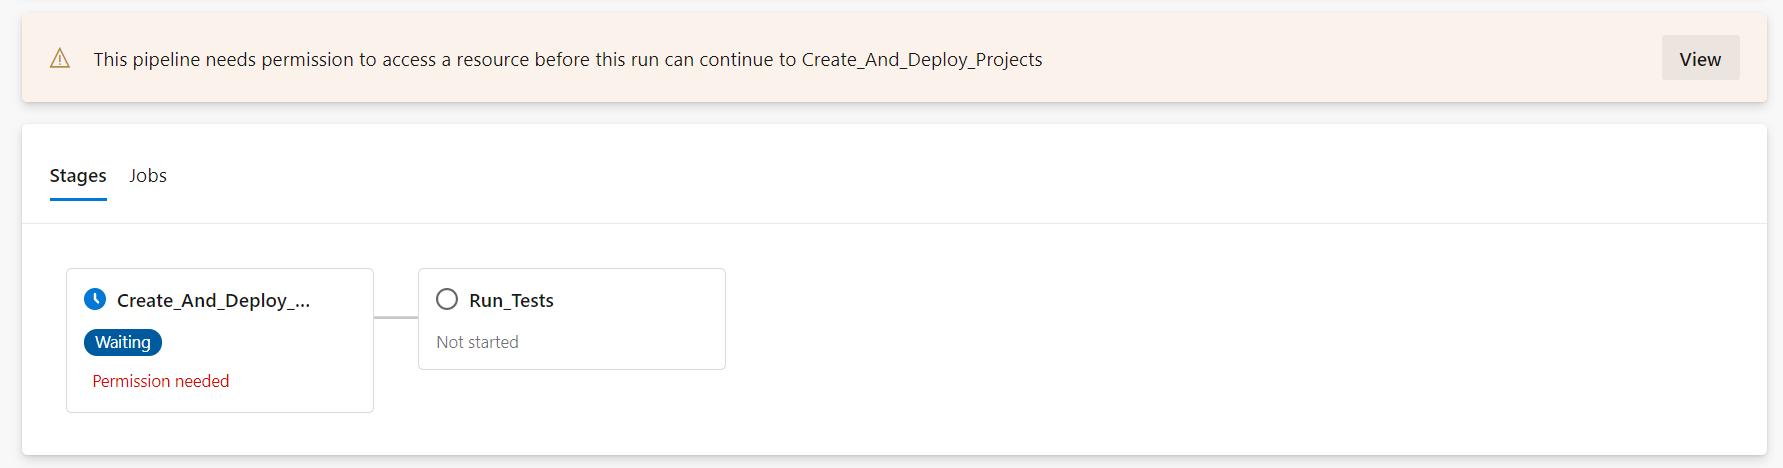 This pipeline needs permission to access a resource before this run can continue to Create_And_Deploy_Projects
View
Stages
Jobs
Create_And_Deploy_...
Waiting
Permission needed
Run_Tests
Not started